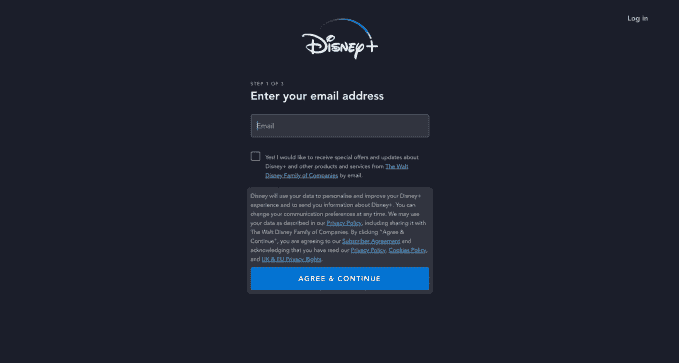 Log in
Disney+
STEP 1 OF 3
Enter your email address
Email
Yes! I would like to receive special offers and updates about
Disney+ and other products and services from The Walt
Disney Family of Companies by email.
Disney will use your data to personalise and improve your Disney+
experience and to send you information about Disney+. You can
change your communication preferences at any time. We may use
your data as described in our Privacy Policy, including sharing it with
The Walt Disney Family of Companies. By clicking "Agree &
Continue", you are agreeing to our Subscriber Agreement and
acknowledging that you have read our Privacy Policy, Cookies Policy,
and UK & EU Privacy Rights.
AGREE & CONTINUE